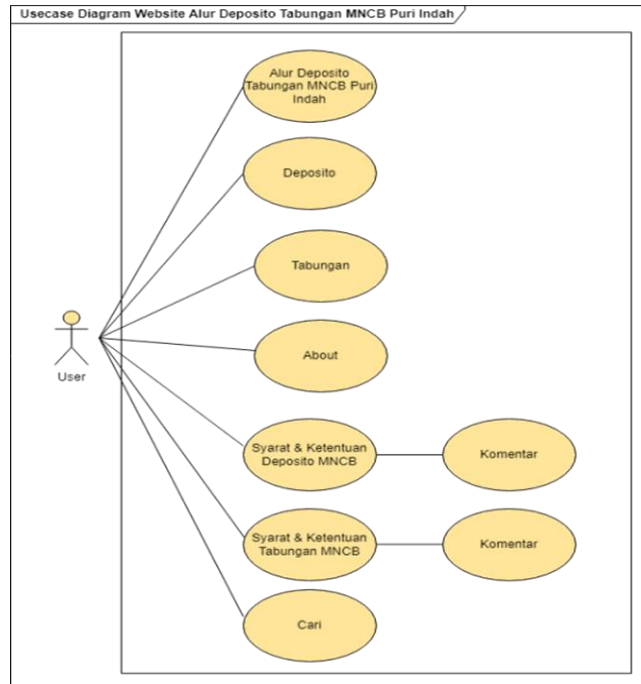 Usecase Diagram Website Alur Deposito Tabungan MNCB Puri Indah
Alur Deposito
Tabungan MNCB Puri
Indah
Deposito
Tabungan
About
User
Syarat & Ketentuan
Deposito MNCB
Komentar
Syarat & Ketentuan
Tabungan MNCB
Komentar
Cari